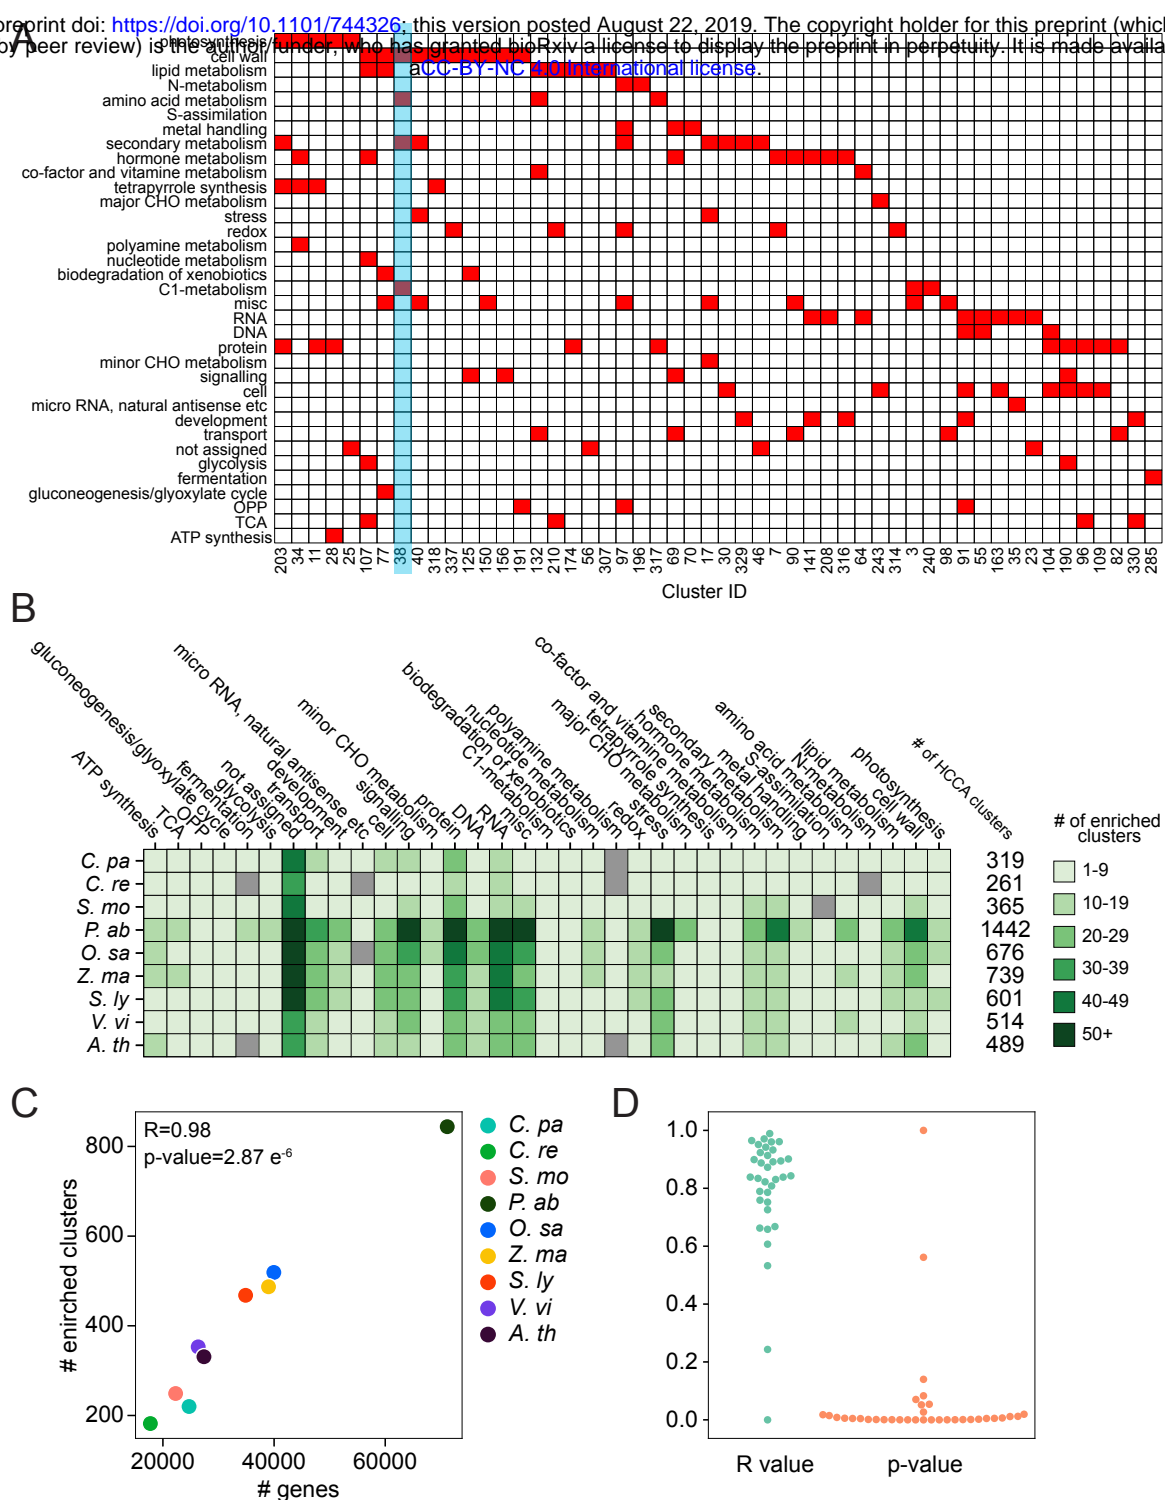 preprint doi: https://doi.org/10.1101/744326; this version posted August 22, 2019. The copyright holder for this preprint (which
by peer review) is the author/funder, who has granted bioRxiv a license to display the preprint in perpetuity. It is made availa
aCC-BY-NC 4.0 International license.
A
photosynthesis
cell wall
lipid metabolism
N-metabolism
amino acid metabolism
S-assimilation
metal handling
secondary metabolism
hormone metabolism
co-factor and vitamine metabolism
tetrapyrrole synthesis
major CHO metabolism
stress
redox
polyamine metabolism
nucleotide metabolism
biodegradation of xenobiotics
C1-metabolism
misc
RNA
DNA
protein
minor CHO metabolism
signalling
cell
micro RNA, natural antisense etc
development
transport
not assigned
glycolysis
fermentation
gluconeogenesis/glyoxylate cycle
OPP
TCA
ATP synthesis
203 34 11 28 25 107 77 38 40 318 337 125 150 156 191 132 210 174 56 307 97 196 317 69 70 17 30 329 46 7 90 141 208 316 64 243 314 3 240 98 91 55 163 35 23 104 190 96 109 82 330 285
Cluster ID
B
ATP synthesis
TCA
OPP
gluconeogenesis/glyoxylate cycle
fermentation
glycolysis
not assigned
transport
development
micro RNA, natural antisense etc
cell
signalling
minor CHO metabolism
protein
DNA
RNA
misc
C1-metabolism
biodegradation of xenobiotics
nucleotide metabolism
polyamine metabolism
redox
stress
major CHO metabolism
tetrapyrrole synthesis
co-factor and vitamine metabolism
hormone metabolism
secondary metabolism
metal handling
S-assimilation
amino acid metabolism
N-metabolism
lipid metabolism
cell wall
photosynthesis
# of HCCA clusters
C. pa 319
C. re 261
S. mo 365
P. ab 1442
O. sa 676
Z. ma 739
S. ly 601
V. vi 514
A. th 489
# of enriched
clusters
1-9
10-19
20-29
30-39
40-49
50+
C
R=0.98
p-value=2.87 e-6
800
600
400
200
# enirched clusters
20000 40000 60000
# genes
C. pa
C. re
S. mo
P. ab
O. sa
Z. ma
S. ly
V. vi
A. th
D
1.0
0.8
0.6
0.4
0.2
0.0
R value p-value